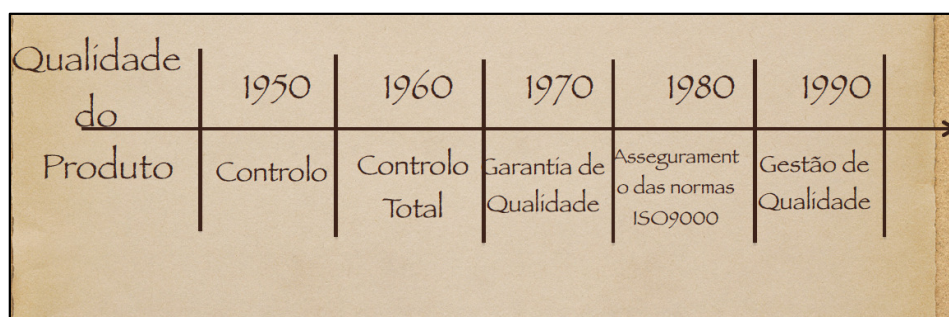 Qualidade
do
Produto
1950
Controlo
1960
Controlo
Total
1970
Garantia de
Qualidade
1980
Assegurament
o das normas
ISO9000
1990
Gestão de
Qualidade